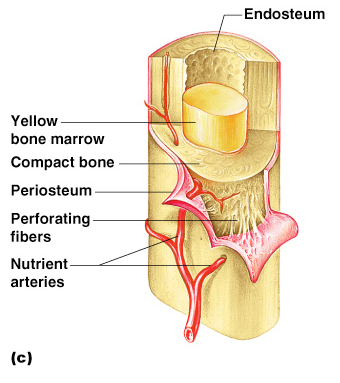 Endosteum
Yellow
bone marrow
Compact bone
Periosteum
Perforating
fibers
Nutrient
arteries
(c)